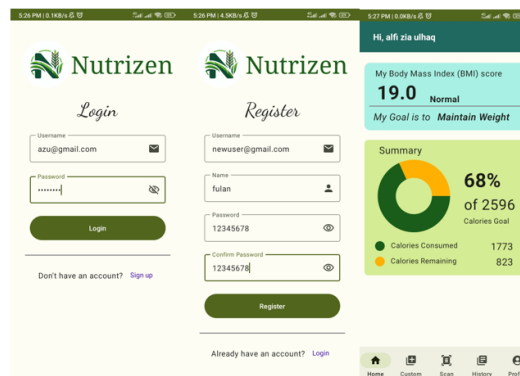 5:26 PM | 0.1KB/s
Nutrizen
Login
Username
azu@gmail.com
Password
Login
Don't have an account? Sign up
5:26 PM | 4.5KB/s
Nutrizen
Register
Username
newuser@gmail.com
Name
fulan
Password
12345678
Confirm Password
12345678
Register
Already have an account? Login
5:27 PM | 0.0KB/s
Hi, alfi zia ulhaq
My Body Mass Index (BMI) score
19.0 Normal
My Goal is to Maintain Weight
Summary
68%
of 2596
Calories Goal
Calories Consumed 1773
Calories Remaining 823
Home Custom Scan History